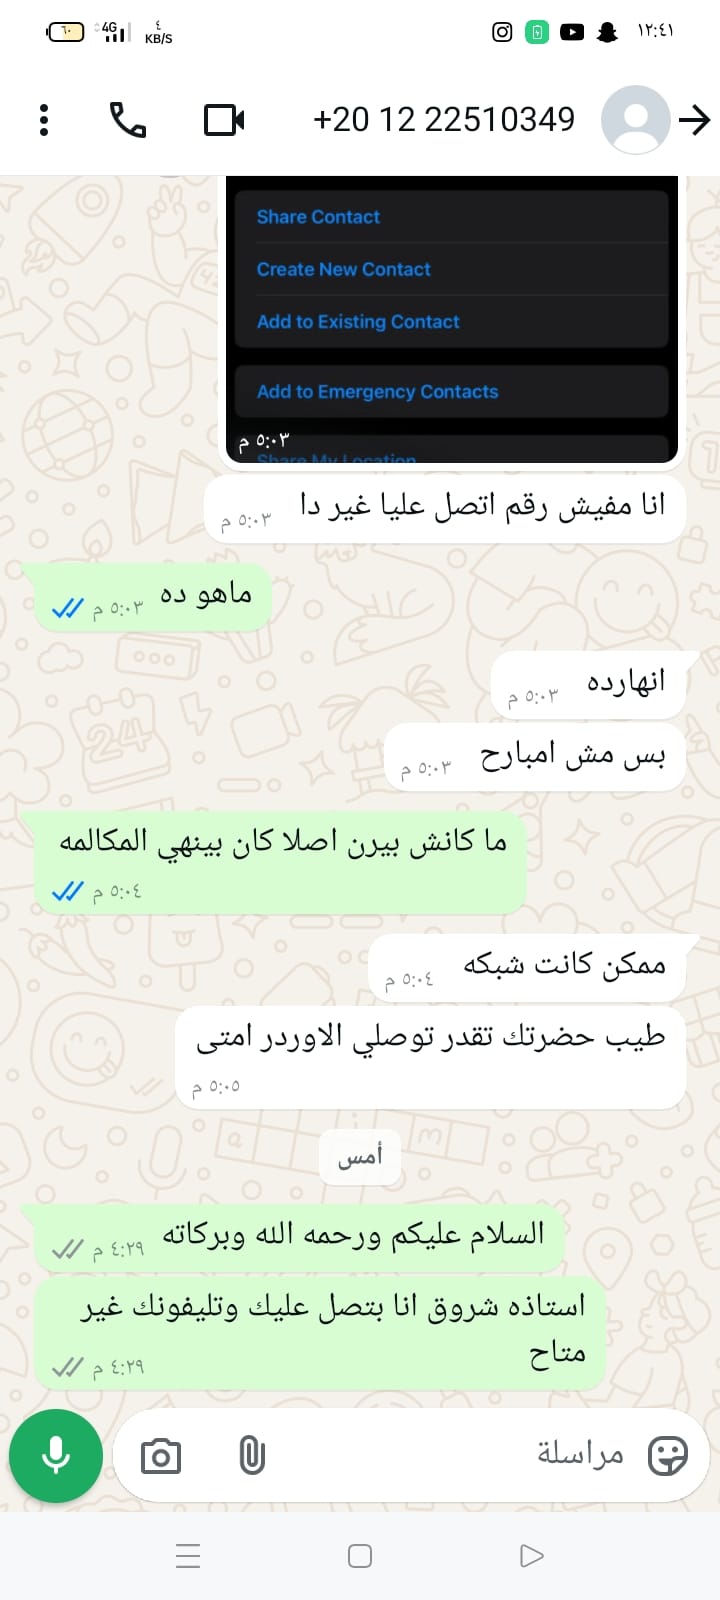 ١٢:٤١
٤
KB/S
4G
٦٠
+20 12 22510349
Share Contact
Create New Contact
Add to Existing Contact
Add to Emergency Contacts
Share My Location
٥:٠٣ م
انا مفيش رقم اتصل عليا غير دا
٥:٠٣ م
ماهو ده
٥:٠٣ م
انهارده
٥:٠٣ م
بس مش امبارح
٥:٠٣ م
ما كانش بيرن اصلا كان بينهي المكالمه
٥:٠٤ م
ممكن كانت شبكه
٥:٠٤ م
طيب حضرتك تقدر توصلي الاوردر امتى
٥:٠٥ م
أمس
السلام عليكم ورحمه الله وبركاته
٤:٢٩ م
استاذه شروق انا بتصل عليك وتليفونك غير
متاح
٤:٢٩ م
مراسلة